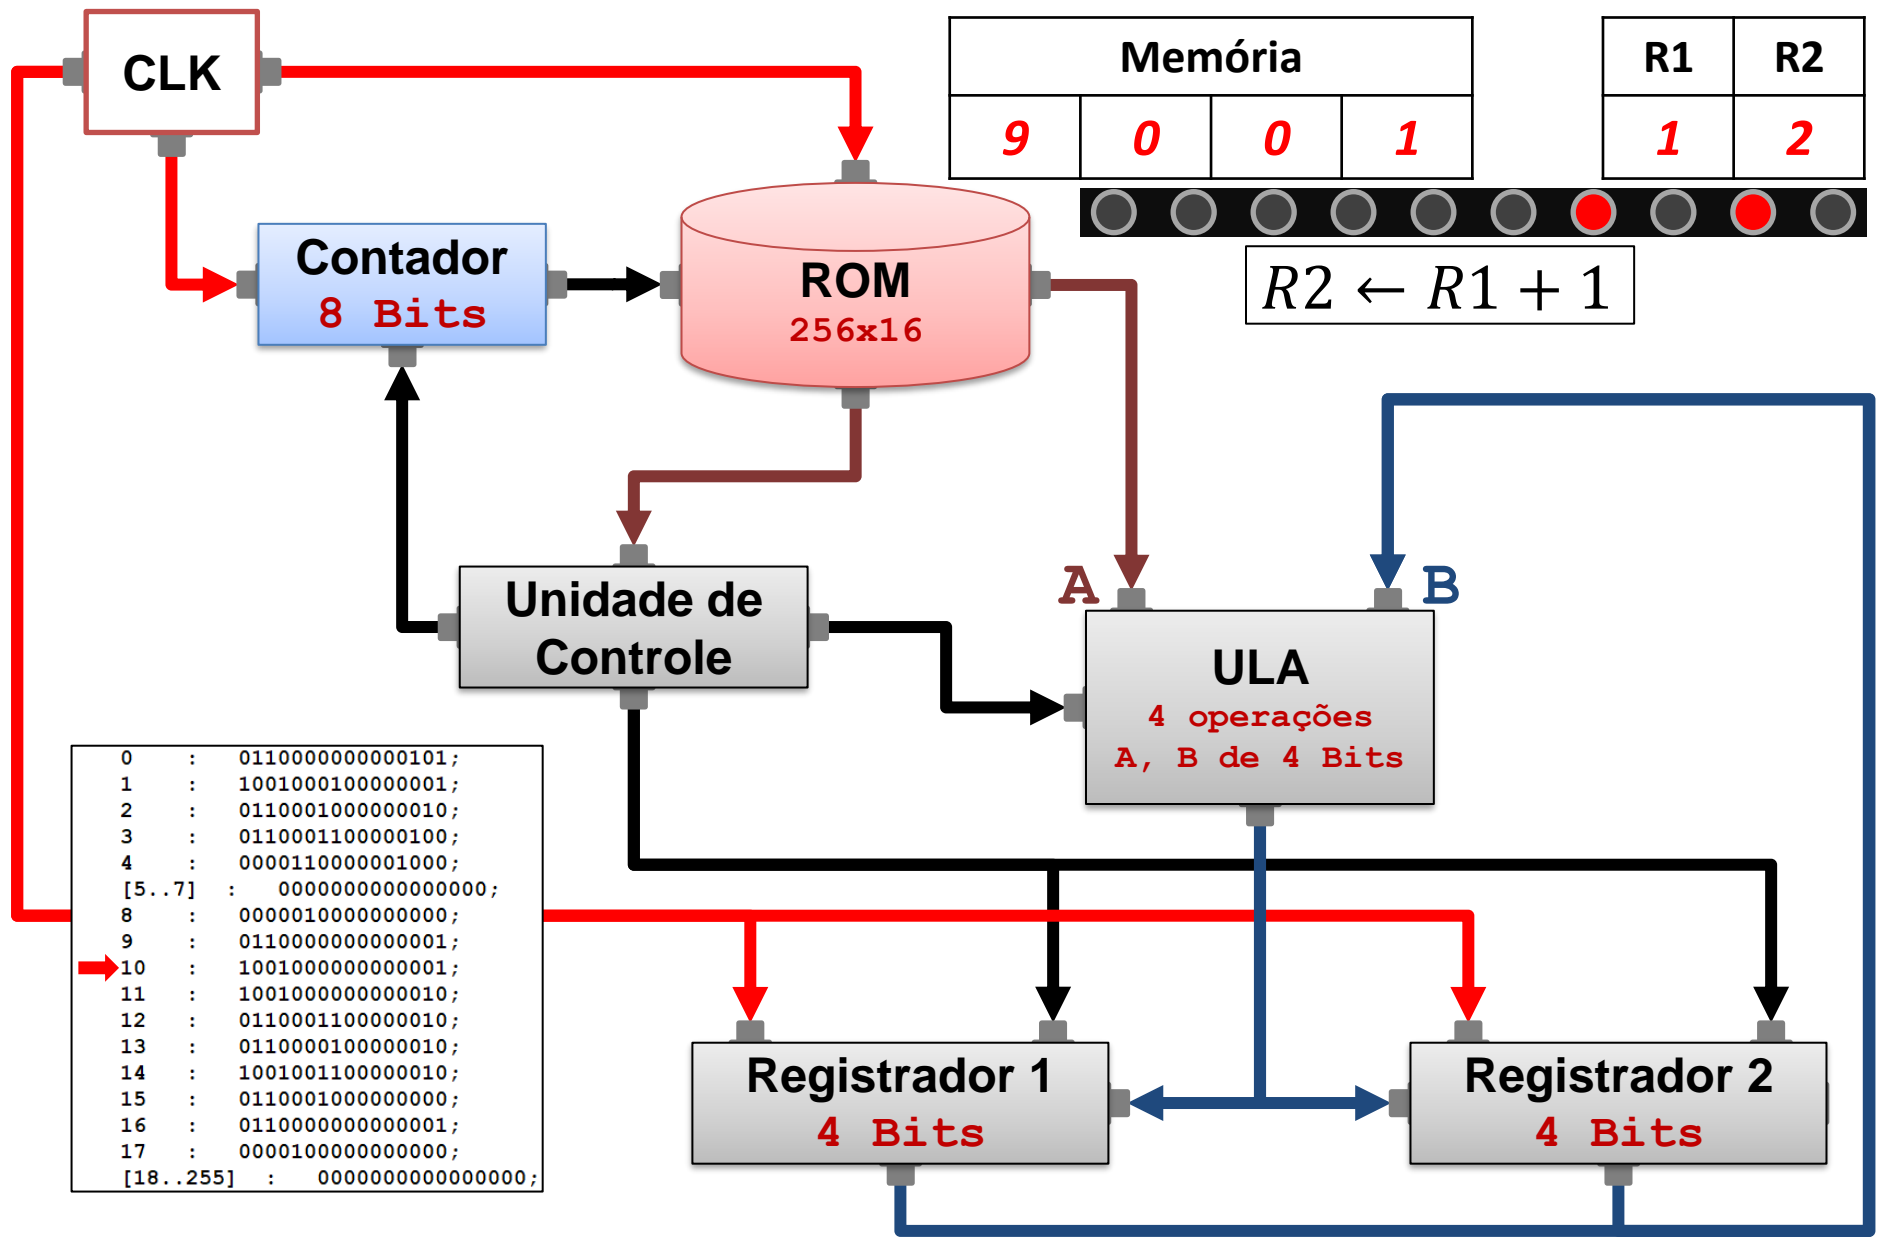 CLK
Memória
R1 R2
9 0 0 1
1 2
Contador
8 Bits
ROM
256x16
R2 ← R1 + 1
A
B
Unidade de
Controle
ULA
4 operações
A, B de 4 Bits
0 : 0110000000000101;
1 : 1001000100000001;
2 : 0110001000000010;
3 : 0110001100000100;
4 : 0000110000001000;
[5..7] : 0000000000000000;
8 : 0000010000000000;
9 : 0110000000000001;
10 : 1001000000000001;
11 : 1001000000000010;
12 : 0110001100000010;
13 : 0110000100000010;
14 : 1001001100000010;
15 : 0110001000000000;
16 : 0110000000000001;
17 : 0000100000000000;
[18..255] : 0000000000000000;
Registrador 1
4 Bits
Registrador 2
4 Bits